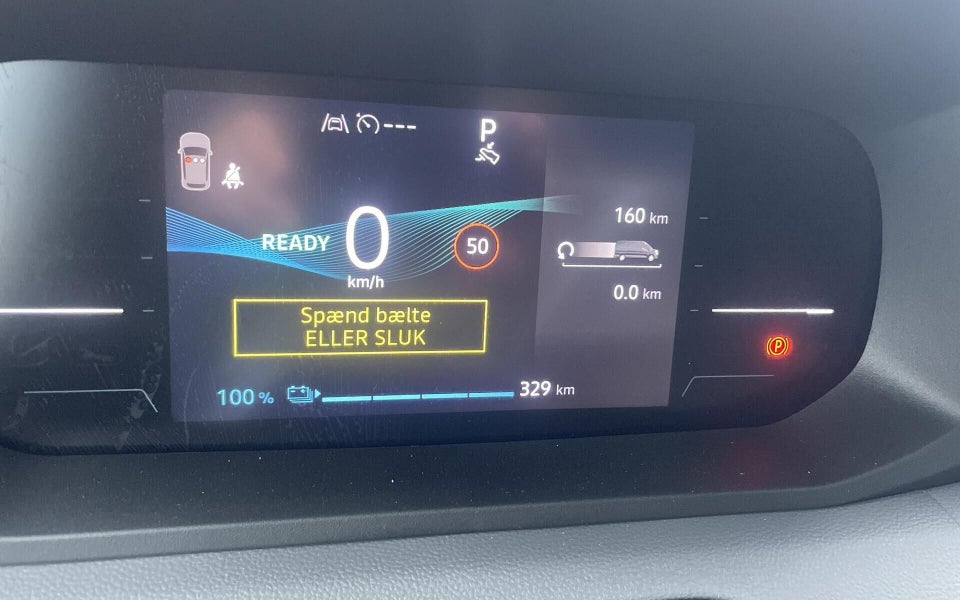 ---
P
READY 0
km/h
50
160 km
0.0 km
Spænd bælte
ELLER SLUK
100 %
329 km
P